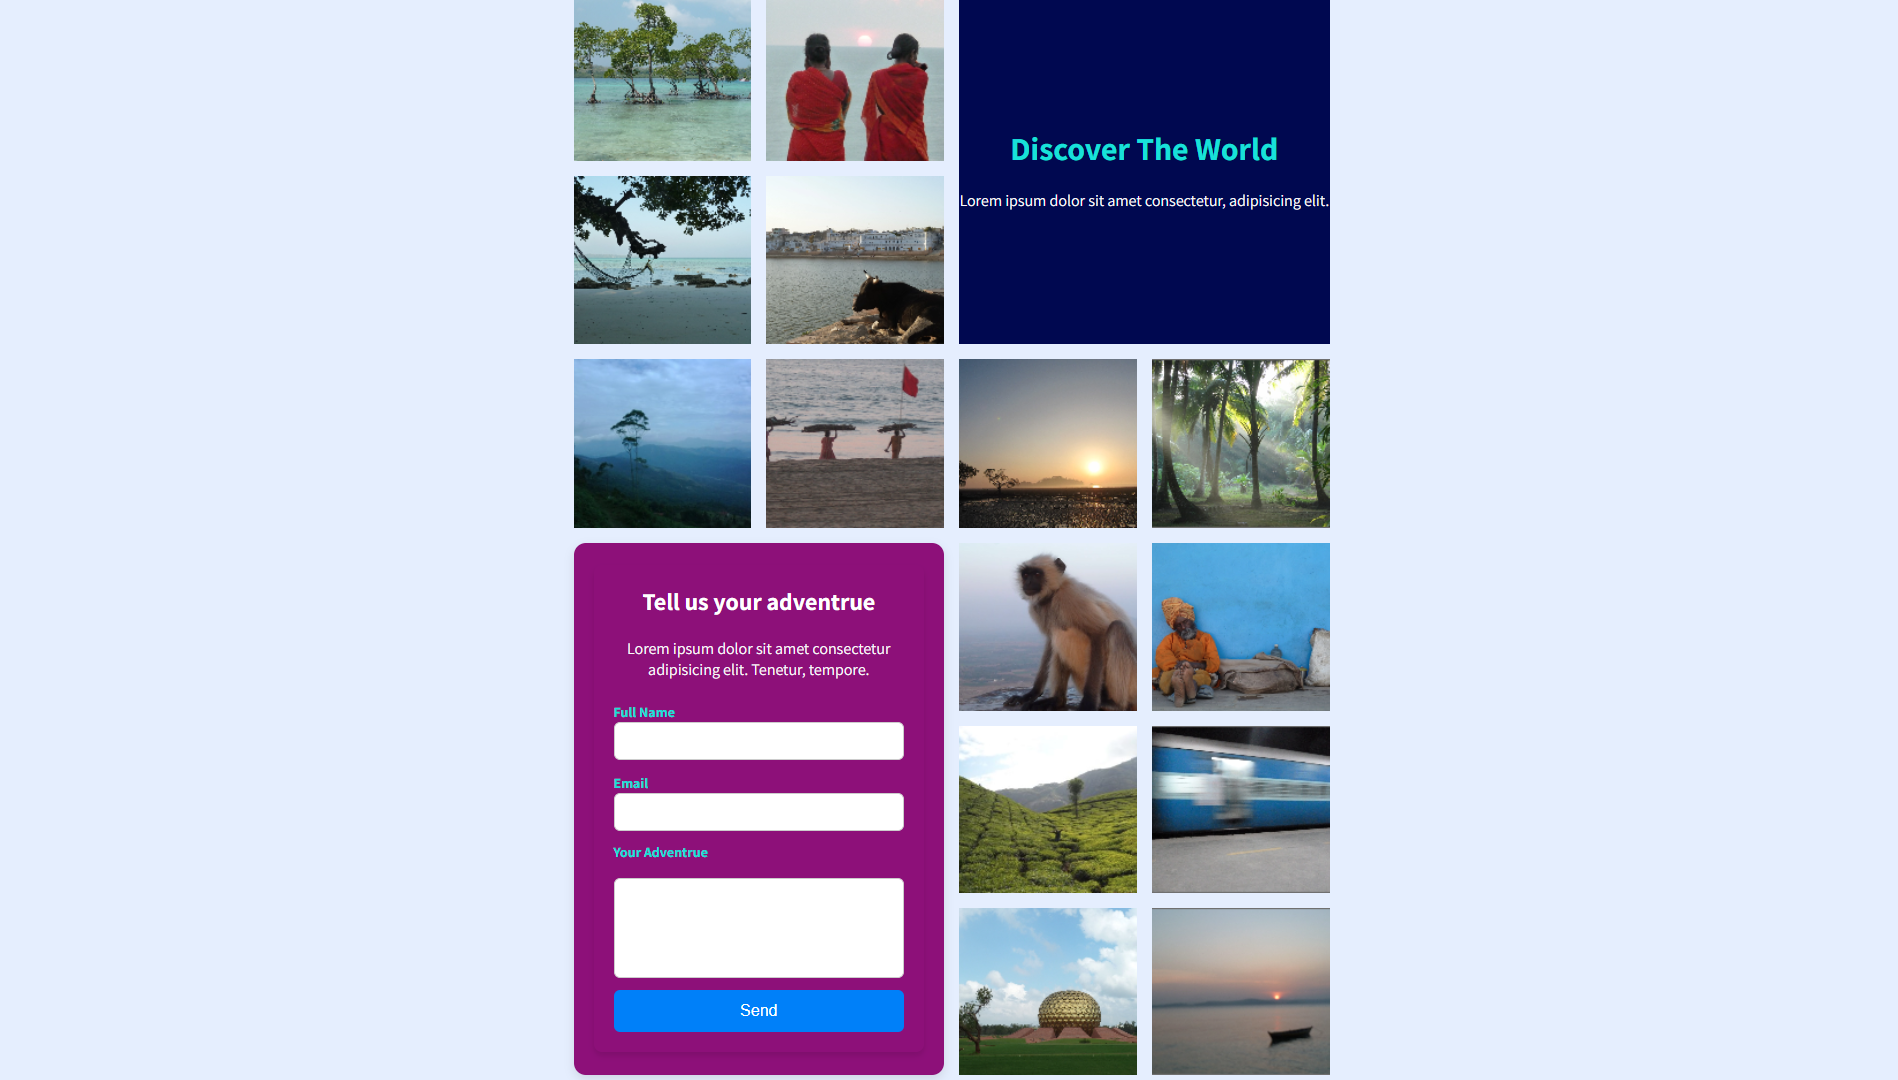 Discover The World
Lorem ipsum dolor sit amet consectetur, adipisicing elit.
Tell us your adventrue
Lorem ipsum dolor sit amet consectetur
adipisicing elit. Tenetur, tempore.
Full Name
Email
Your Adventrue
Send